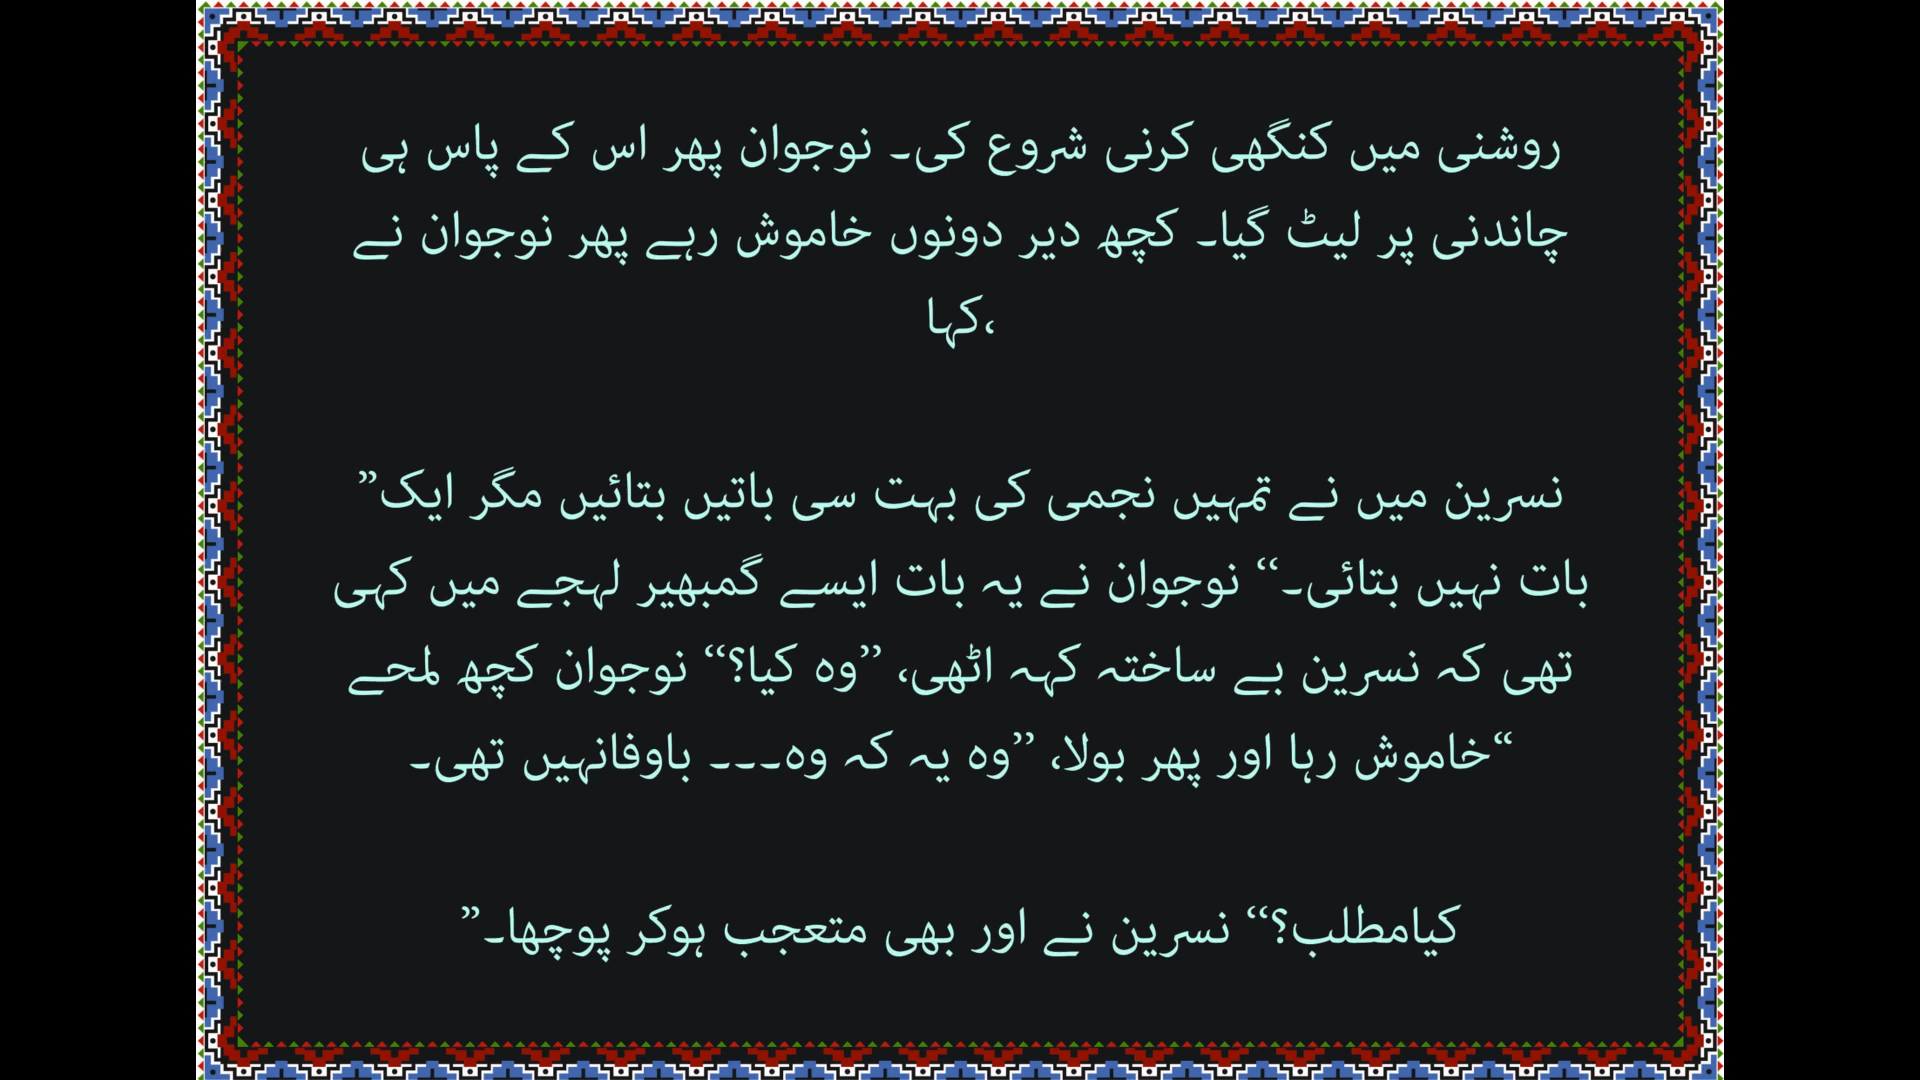 روشنی میں کنگھی کرنی شروع کی۔ نوجوان پھر اس کے پاس ہی
چاندنی پر لیٹ گیا۔ کچھ دیر دونوں خاموش رہے پھر نوجوان نے
کہا،
”نسرین میں نے تمہیں نجمی کی بہت سی باتیں بتائیں مگر ایک
بات نہیں بتائی۔‘‘ نوجوان نے یہ بات ایسے گمبھیر لہجے میں کہی
تھی کہ نسرین بے ساختہ کہہ اٹھی، ’’وہ کیا؟‘‘ نوجوان کچھ لمحے
خاموش رہا اور پھر بولا، ’’وہ یہ کہ وہ۔۔۔ باوفانہیں تھی۔“
”کیامطلب؟‘‘ نسرین نے اور بھی متعجب ہوکر پوچھا۔